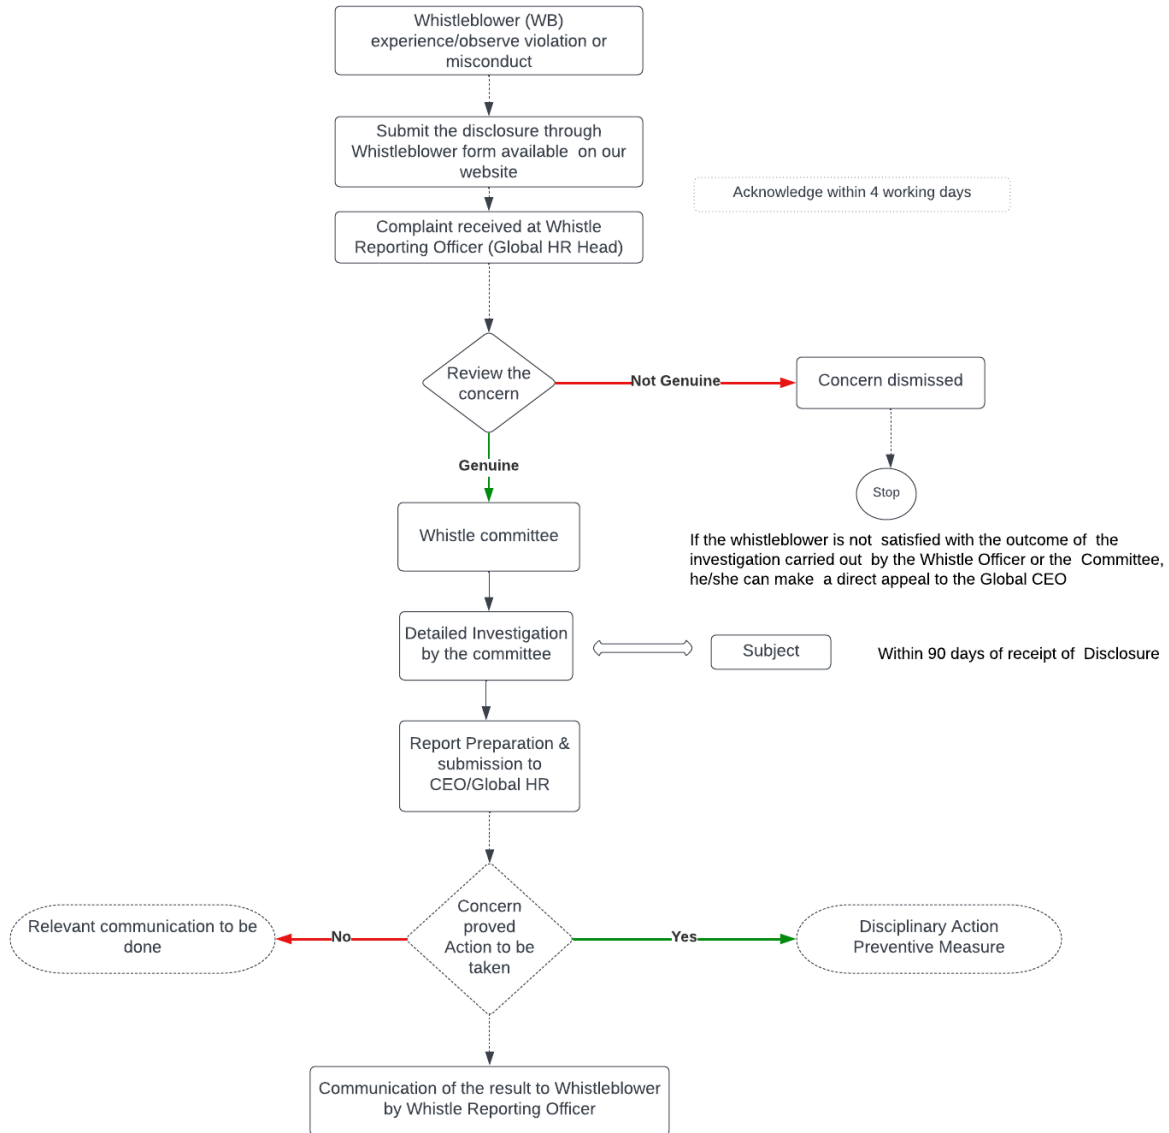 Whistleblower (WB)
experience/observe violation or
misconduct
Submit the disclosure through
Whistleblower form available on our
website
Acknowledge within 4 working days
Complaint received at Whistle
Reporting Officer (Global HR Head)
Review the
concern
Not Genuine
Concern dismissed
Genuine
Stop
Whistle committee
If the whistleblower is not satisfied with the outcome of the
investigation carried out by the Whistle Officer or the Committee,
he/she can make a direct appeal to the Global CEO
Detailed Investigation
by the committee
Subject
Within 90 days of receipt of Disclosure
Report Preparation &
submission to
CEO/Global HR
Concern
proved
Action to be
taken
No
Relevant communication to be
done
Yes
Disciplinary Action
Preventive Measure
Communication of the result to Whistleblower
by Whistle Reporting Officer